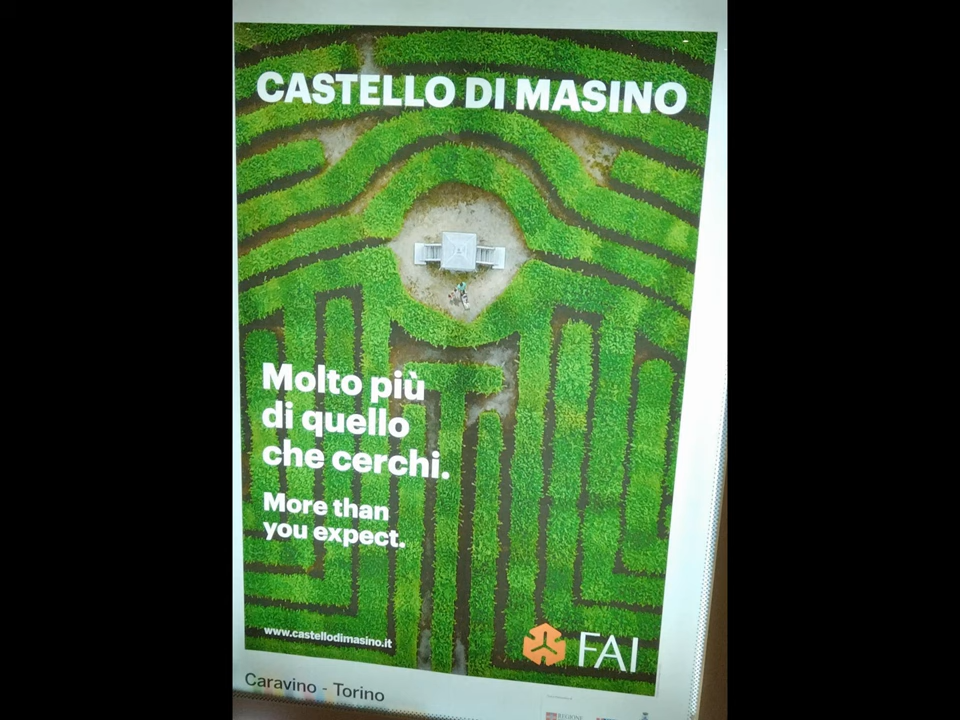 CASTELLO DI MASINO
Molto più
di quello
che cerchi.
More than
you expect.
www.castellodimasino.it
FAI
Caravino - Torino
REGIONE